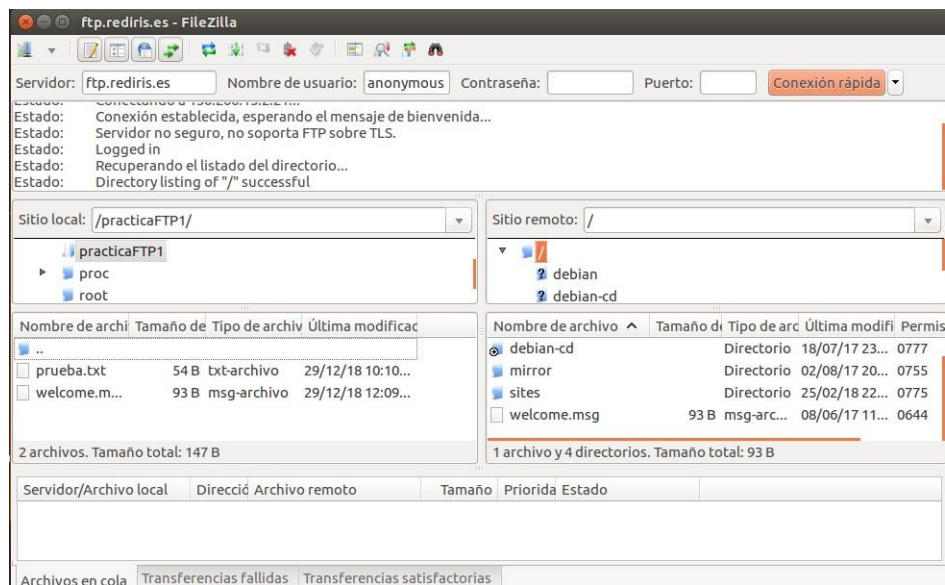 ftp.rediris.es - FileZilla
Servidor: ftp.rediris.es Nombre de usuario: anonymous Contraseña: Puerto: Conexión rápida
Estado:
Estado: Conexión establecida, esperando el mensaje de bienvenida...
Estado: Servidor no seguro, no soporta FTP sobre TLS.
Estado: Logged in
Estado: Recuperando el listado del directorio...
Estado: Directory listing of "/" successful
Sitio local: /practicaFTP1/
practicaFTP1
proc
root
Sitio remoto: /
/
debian
debian-cd
Nombre de archi Tamaño de Tipo de archiv Última modificac
..
prueba.txt 54 B txt-archivo 29/12/18 10:10...
welcome.m... 93 B msg-archivo 29/12/18 12:09...
2 archivos. Tamaño total: 147 B
Nombre de archivo Tamaño de Tipo de arc Última modifi Permis
debian-cd Directorio 18/07/17 23... 0777
mirror Directorio 02/08/17 20... 0755
sites Directorio 25/02/18 22... 0775
welcome.msg 93 B msg-arc... 08/06/17 11... 0644
1 archivo y 4 directorios. Tamaño total: 93 B
Servidor/Archivo local Direcció Archivo remoto Tamaño Priorida Estado
Archivos en cola Transferencias fallidas Transferencias satisfactorias